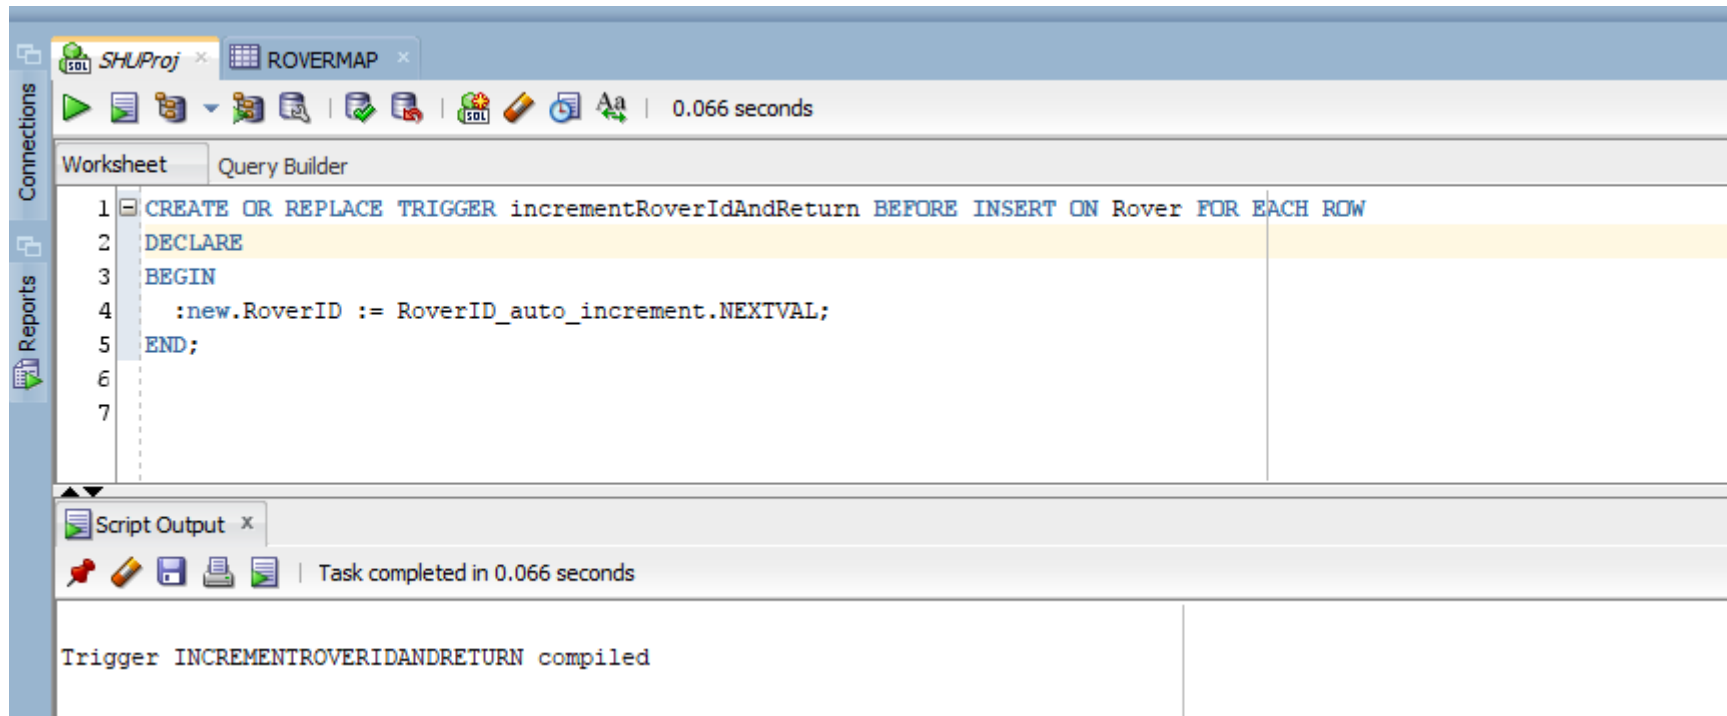 SHUProj ROVERMAP
0.066 seconds
Connections
Reports
Worksheet Query Builder
1 CREATE OR REPLACE TRIGGER incrementRoverIdAndReturn BEFORE INSERT ON Rover FOR EACH ROW
2 DECLARE
3 BEGIN
4 :new.RoverID := RoverID_auto_increment.NEXTVAL;
5 END;
6
7
Script Output x
Task completed in 0.066 seconds
Trigger INCREMENTROVERIDANDRETURN compiled